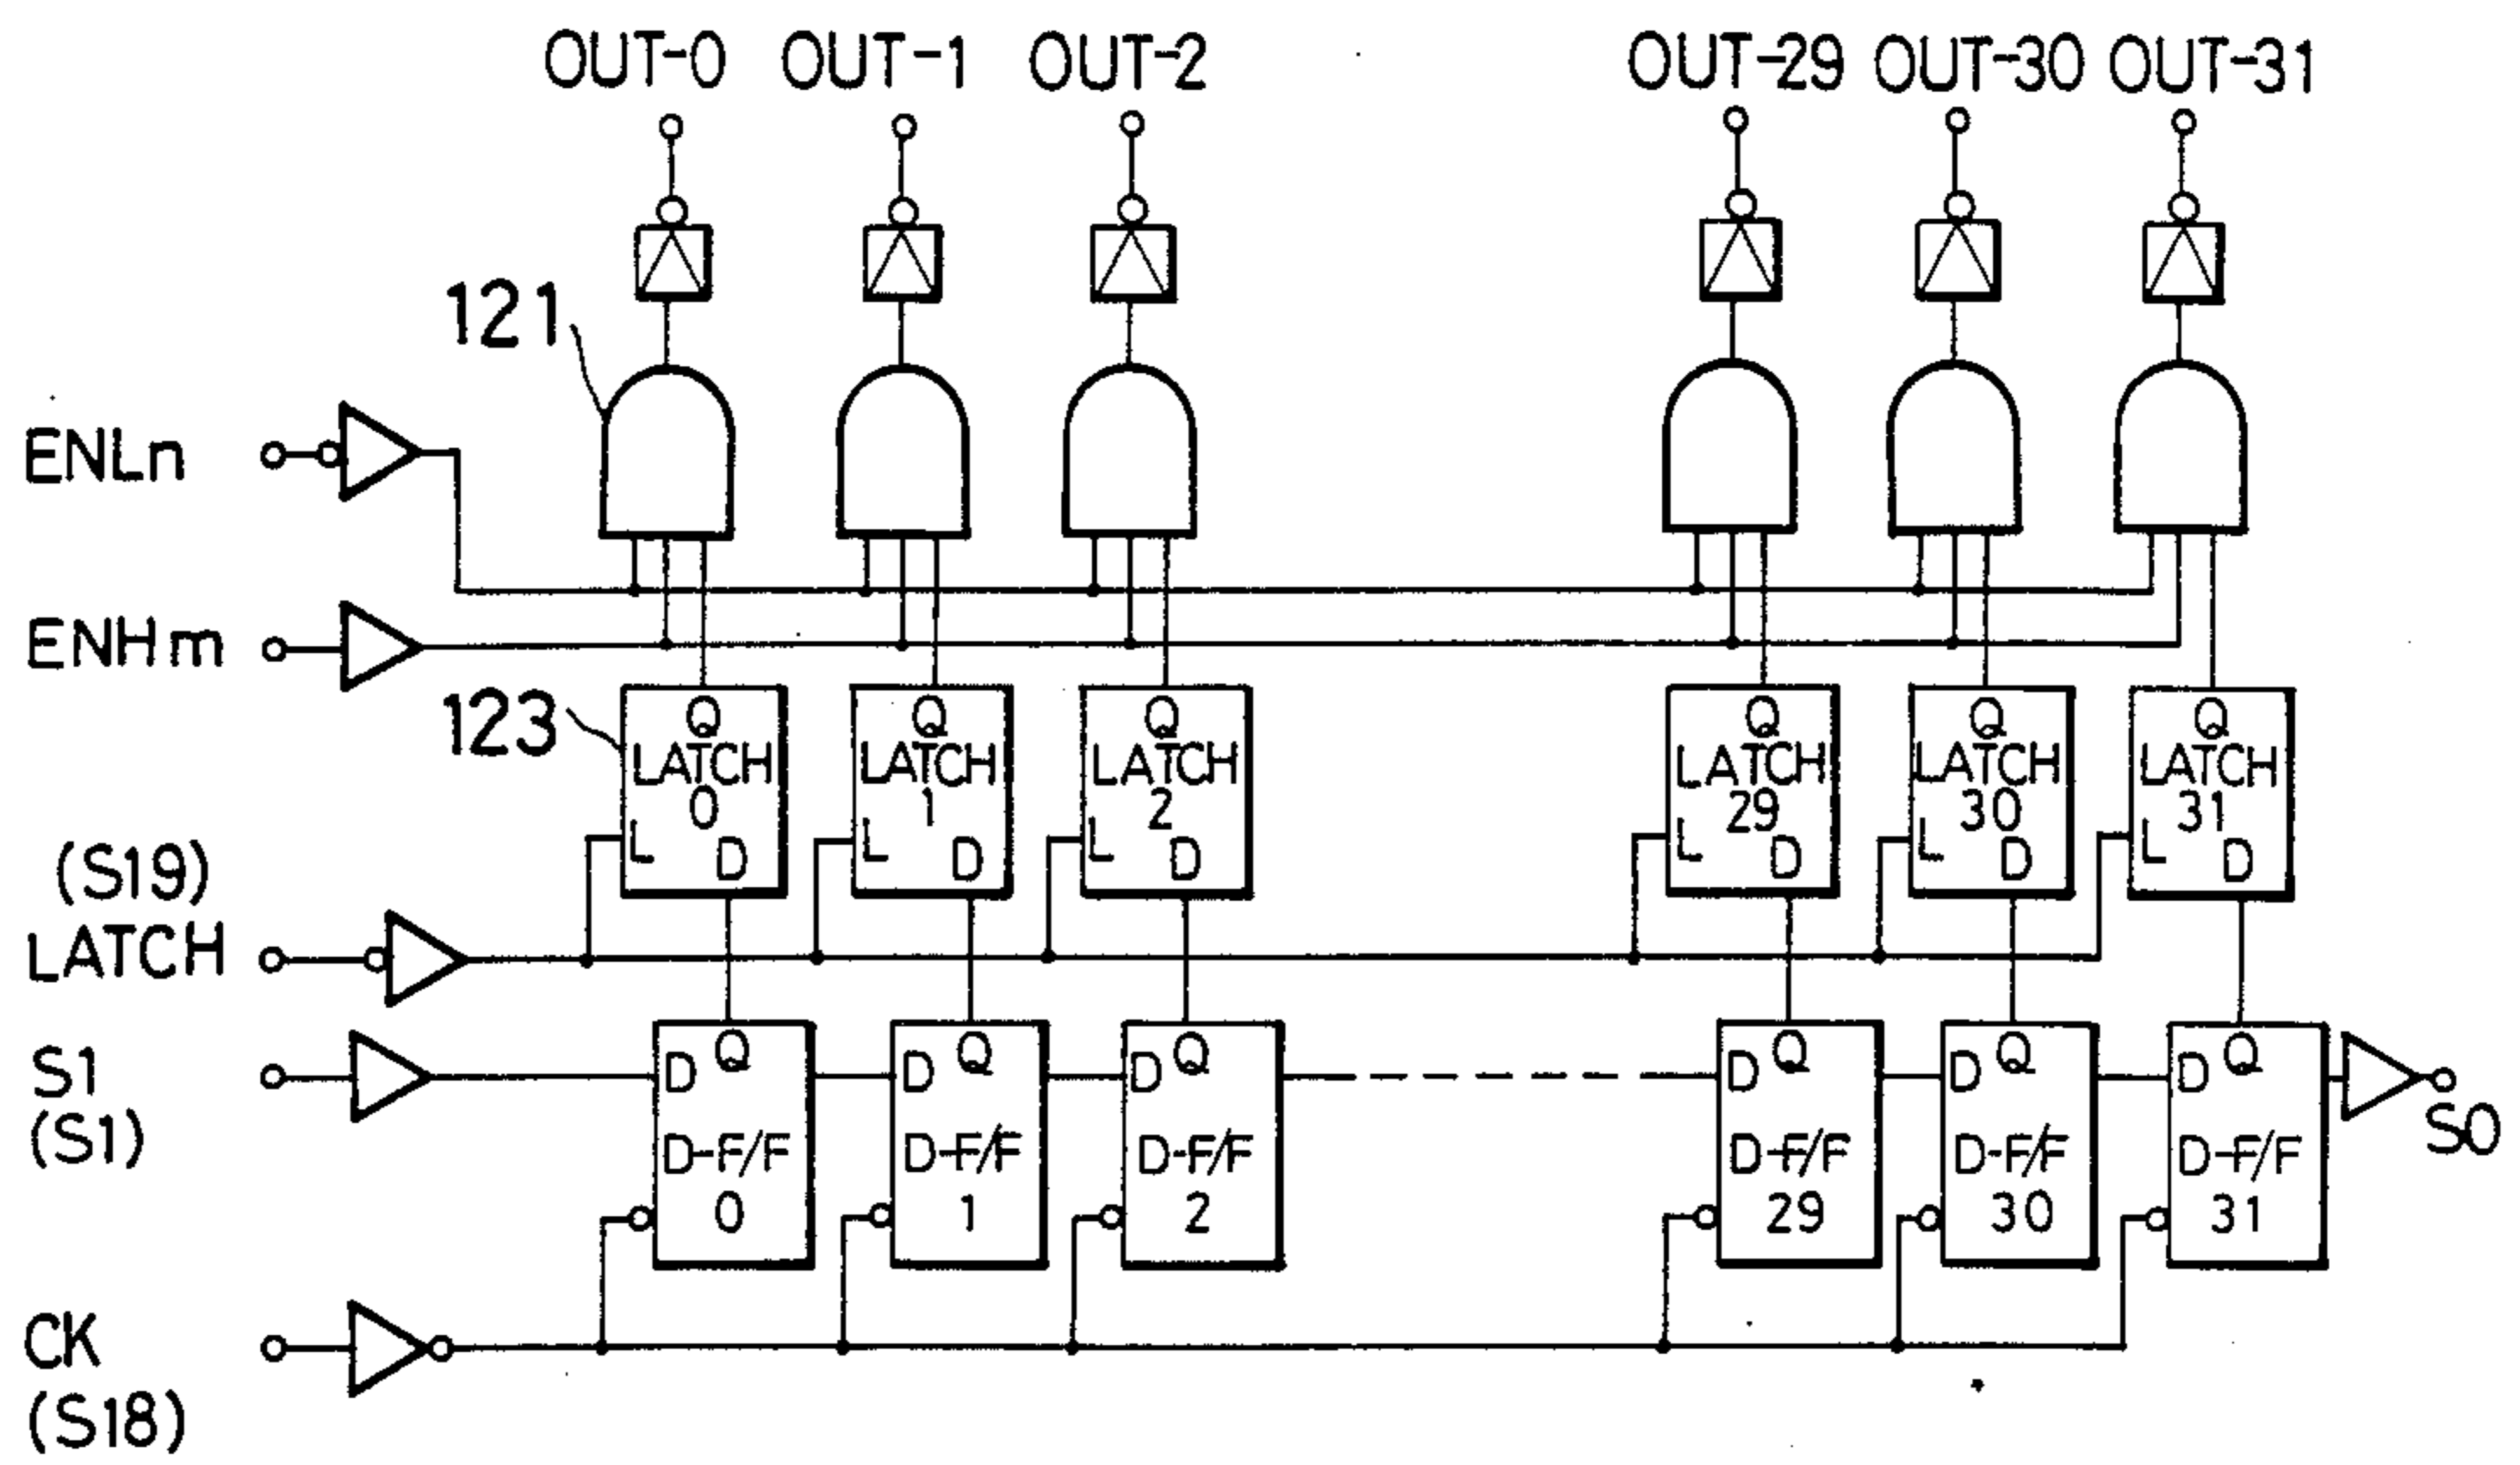 OUT-0 OUT-1 OUT-2 OUT-29 OUT-30 OUT-31
121
ENLn
ENHm
123
Q Q Q Q Q Q
LATCH LATCH LATCH LATCH LATCH LATCH
0 1 2 29 30 31
L D L D L D L D L D L D
(S19)
LATCH
S1
(S1)
D Q D Q D Q D Q D Q D Q
D-F/F D-F/F D-F/F D-F/F D-F/F D-F/F
0 1 2 29 30 31
SO
CK
(S18)